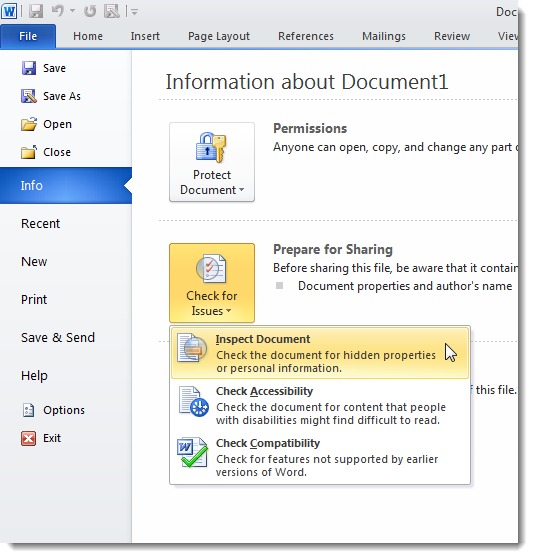 Doc
File Home Insert Page Layout References Mailings Review
Save
Save As
Open
Close
Info
Recent
New
Print
Save & Send
Help
Options
Exit
Information about Document1
Protect
Document
Permissions
Anyone can open, copy, and change any part
Check for
Issues
Prepare for Sharing
Before sharing this file, be aware that it contain
Document properties and author's name
Inspect Document
Check the document for hidden properties
or personal information.
Check Accessibility
Check the document for content that people
with disabilities might find difficult to read.
Check Compatibility
Check for features not supported by earlier
versions of Word.
of this file.